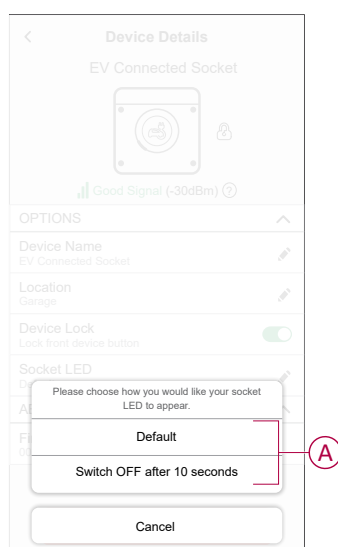 Device Details
EV Connected Socket
Good Signal (-30dBm) ?
OPTIONS
Device Name
EV Connected Socket
Location
Garage
Device Lock
Lock front device button
Socket LED
Please choose how you would like your socket
LED to appear.
Default
A
Switch OFF after 10 seconds
Cancel